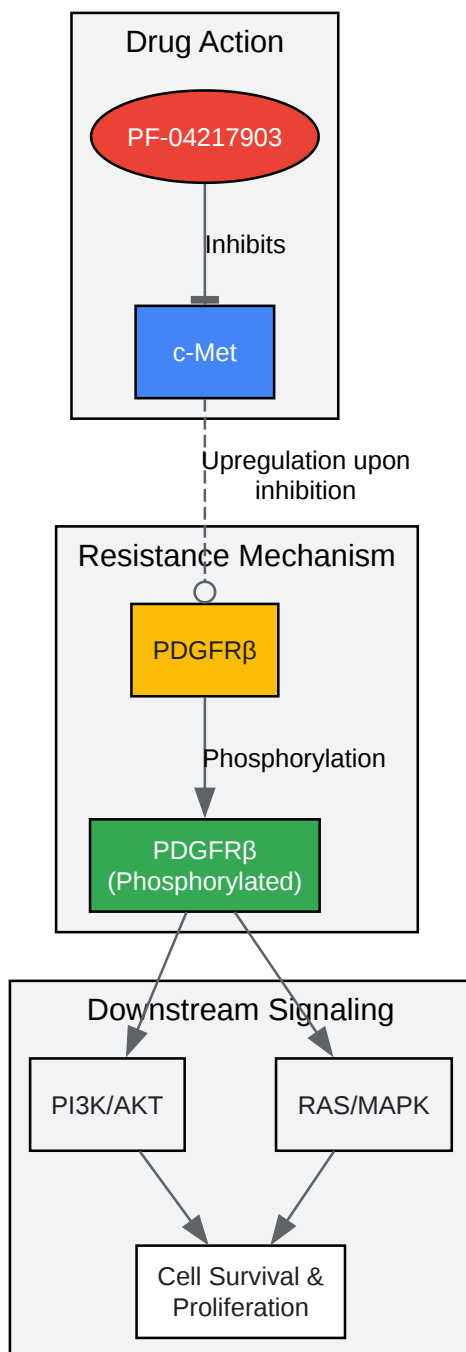 Drug Action
PF-04217903
Inhibits
c-Met
Upregulation upon
inhibition
Resistance Mechanism
PDGFRβ
Phosphorylation
PDGFRβ
(Phosphorylated)
Downstream Signaling
PI3K/AKT
RAS/MAPK
Cell Survival &
Proliferation